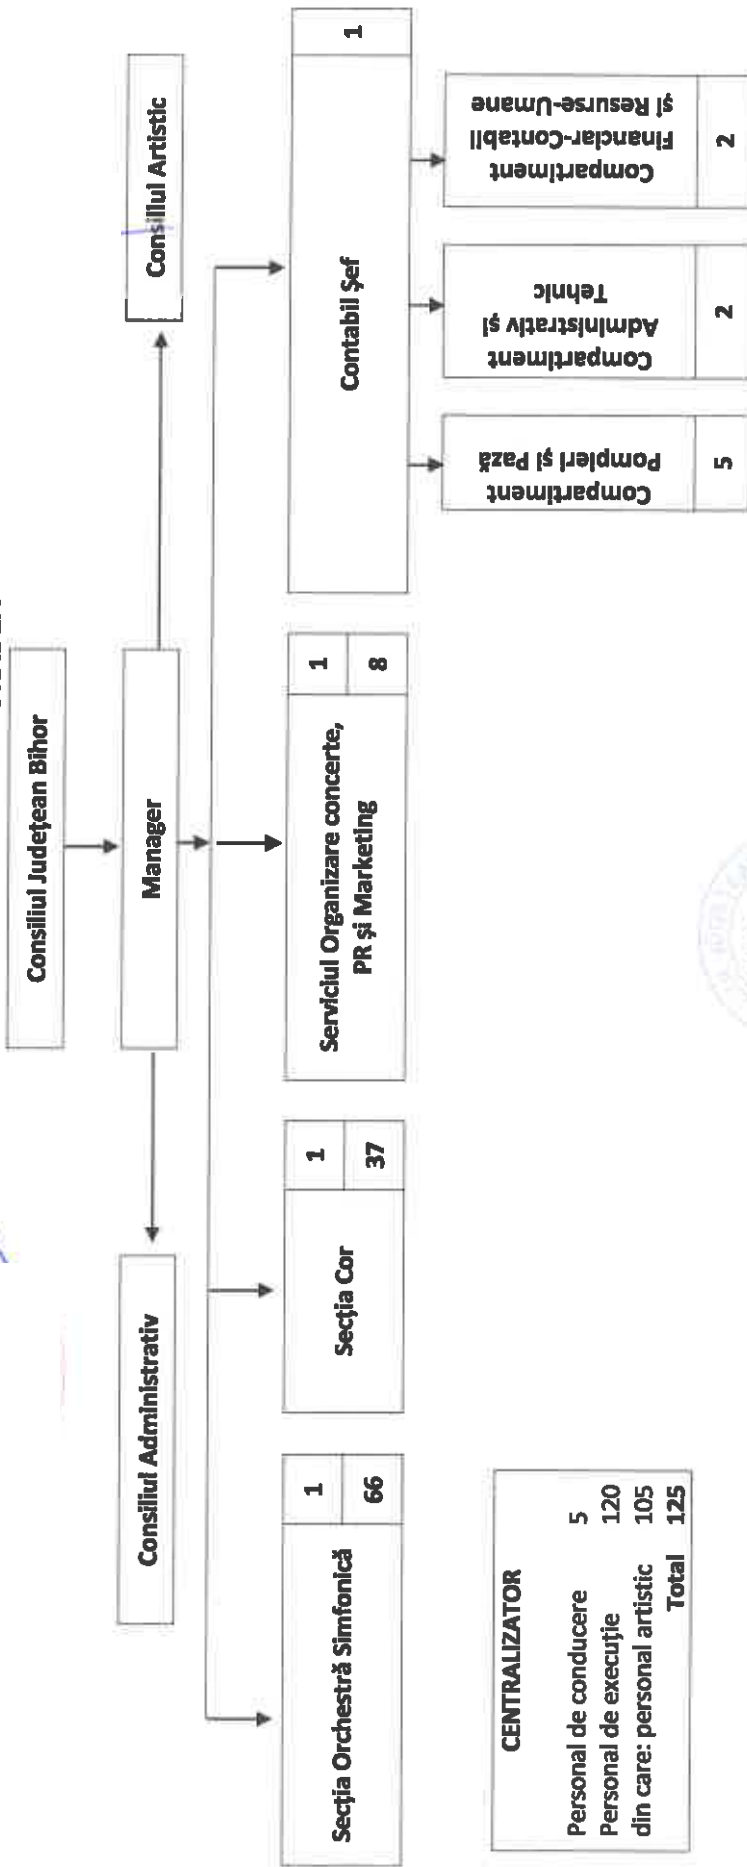 Consiliul Județean Bihor
Manager
Consiliul Administrativ
Consiliul Artistic
Secția Orchestră Simfonică
1
66
Secția Cor
1
37
Serviciul Organizare concerte,
PR și Marketing
1
8
Contabil Șef
1
Compartiment
Pompieri și Pază
5
Compartiment
Administrativ și
Tehnic
2
Compartiment
Financiar-Contabil
și Resurse-Umane
2
CENTRALIZATOR
Personal de conducere 5
Personal de execuție 120
din care: personal artistic 105
Total 125